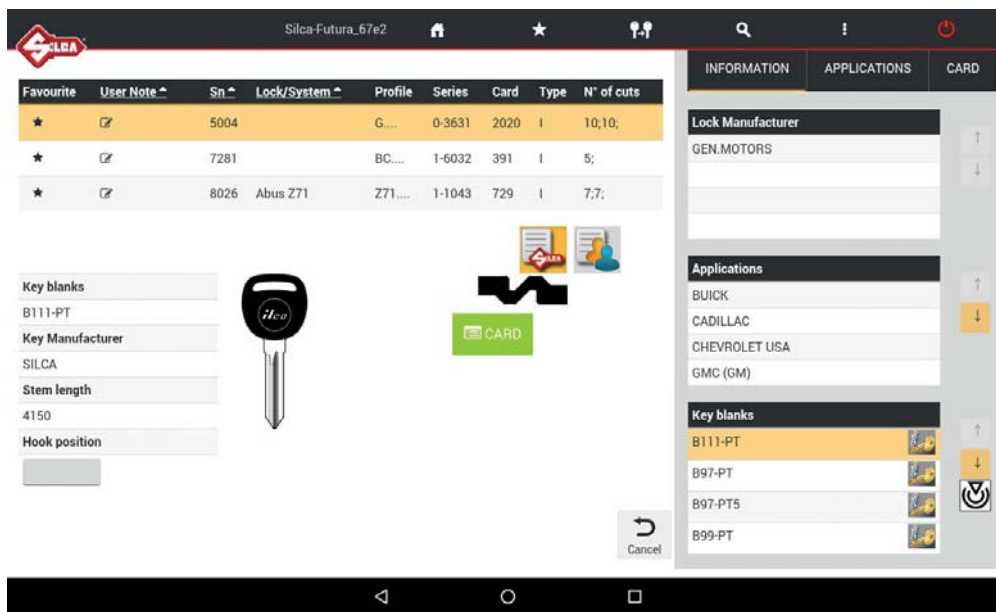 SILCA
Silca-Futura_67e2
INFORMATION APPLICATIONS CARD
Favourite User Note Sn Lock/System Profile Series Card Type N° of cuts
5004 G.... 0-3631 2020 I 10;10;
7281 BC.... 1-6032 391 I 5;
8026 Abus Z71 Z71.... 1-1043 729 I 7;7;
Lock Manufacturer
GEN.MOTORS
SILCA
Key blanks
B111-PT
Key Manufacturer
SILCA
Stem length
4150
Hook position
ilco
CARD
Applications
BUICK
CADILLAC
CHEVROLET USA
GMC (GM)
Key blanks
B111-PT
B97-PT
B97-PT5
B99-PT
Cancel